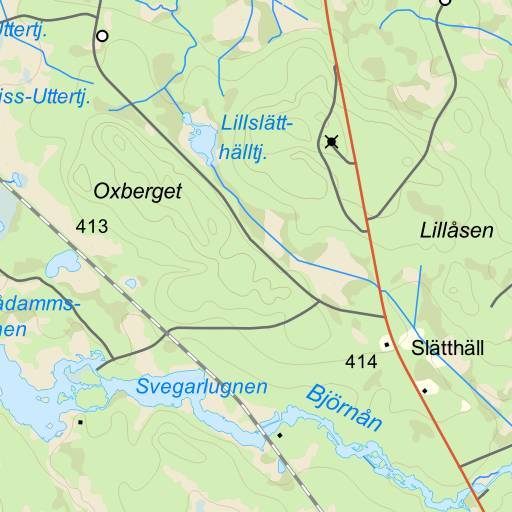 Uttertj.
iss-Uttertj.
Lillslätt-
hälltj.
Oxberget
413
Lillåsen
ådamms-
nen
Slätthäll
414
Svegarlugnen
Björnån